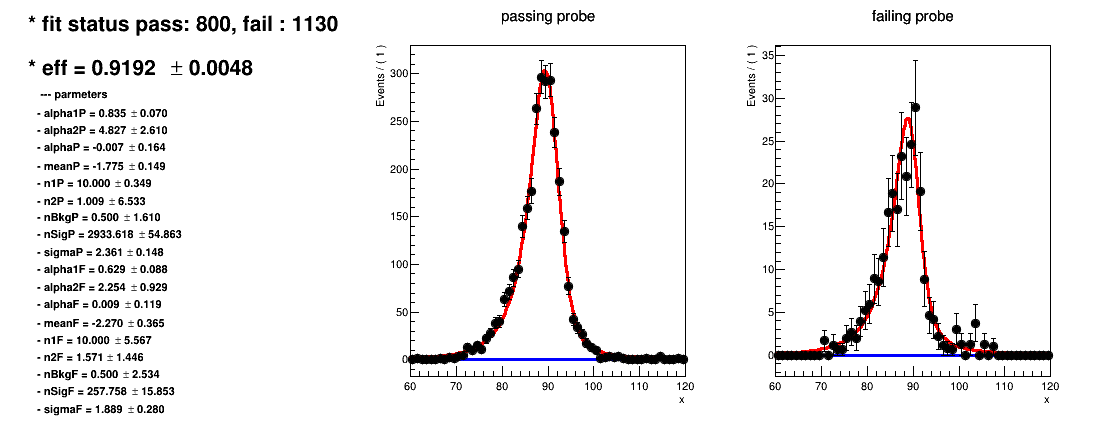 * fit status pass: 800, fail : 1130
* eff = 0.9192 ± 0.0048
--- parmeters
- alpha1P = 0.835 ± 0.070
- alpha2P = 4.827 ± 2.610
- alphaP = -0.007 ± 0.164
- meanP = -1.775 ± 0.149
- n1P = 10.000 ± 0.349
- n2P = 1.009 ± 6.533
- nBkgP = 0.500 ± 1.610
- nSigP = 2933.618 ± 54.863
- sigmaP = 2.361 ± 0.148
- alpha1F = 0.629 ± 0.088
- alpha2F = 2.254 ± 0.929
- alphaF = 0.009 ± 0.119
- meanF = -2.270 ± 0.365
- n1F = 10.000 ± 5.567
- n2F = 1.571 ± 1.446
- nBkgF = 0.500 ± 2.534
- nSigF = 257.758 ± 15.853
- sigmaF = 1.889 ± 0.280
passing probe
Events / ( 1 )
300
250
200
150
100
50
0
60 70 80 90 100 110 120
x
failing probe
Events / ( 1 )
35
30
25
20
15
10
5
0
60 70 80 90 100 110 120
x